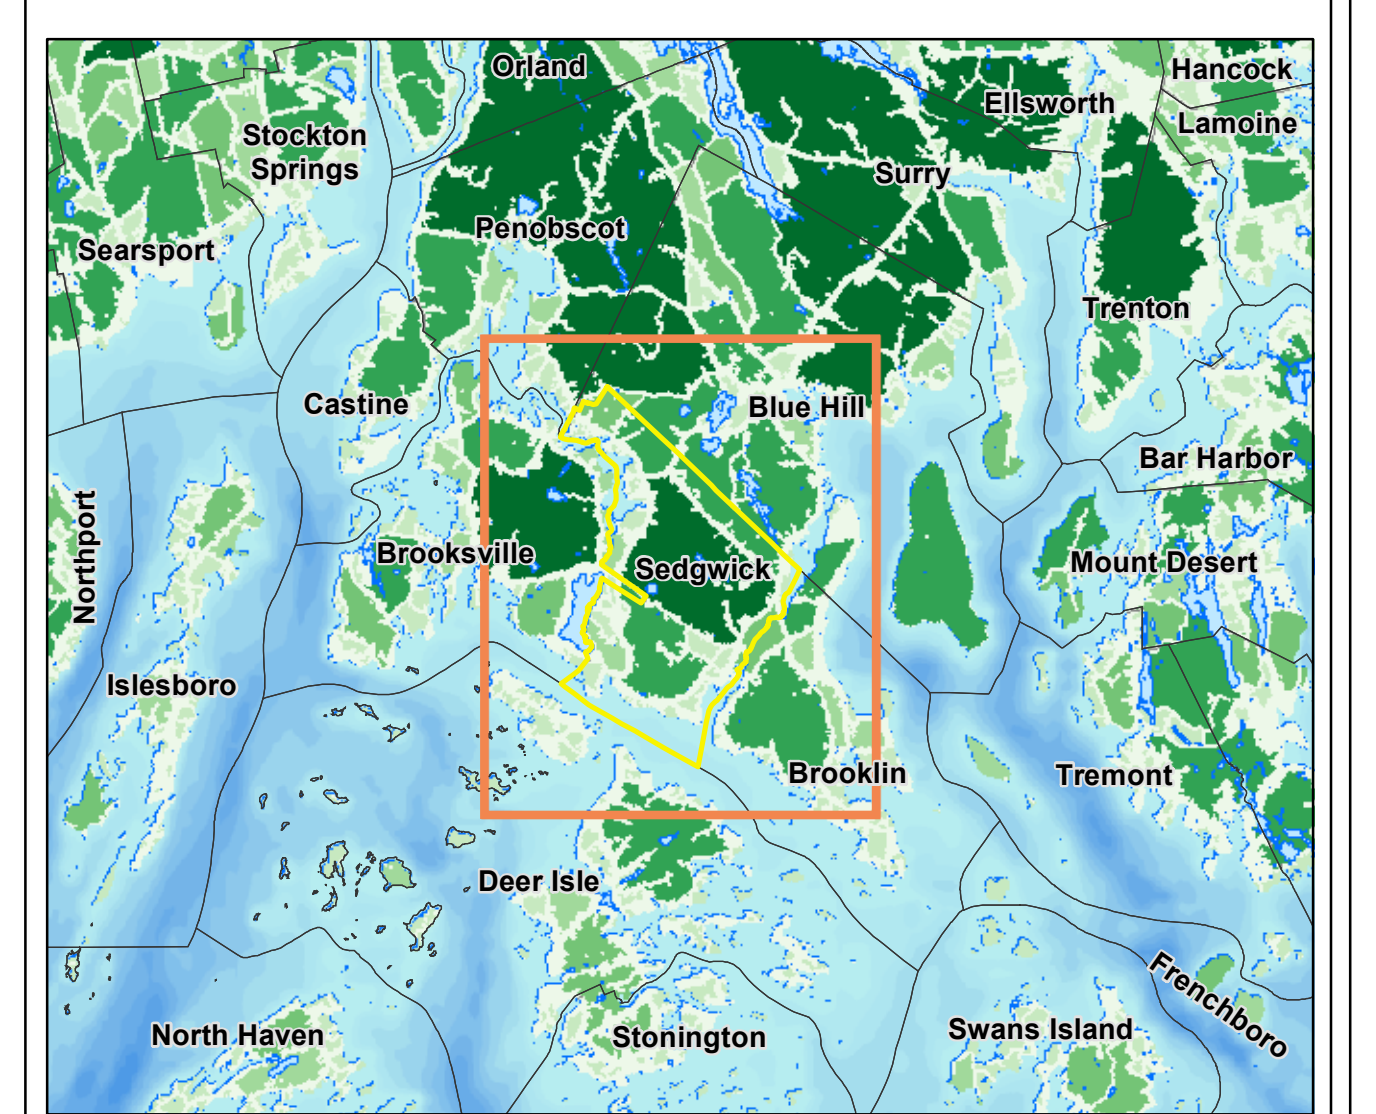 Orland
Hancock
Ellsworth
Lamoine
Stockton
Springs
Surry
Penobscot
Searsport
Trenton
Castine
Blue Hill
Bar Harbor
Northport
Brooksville
Sedgwick
Mount Desert
Islesboro
Brooklin
Tremont
Deer Isle
Frenchboro
North Haven
Stonington
Swans Island